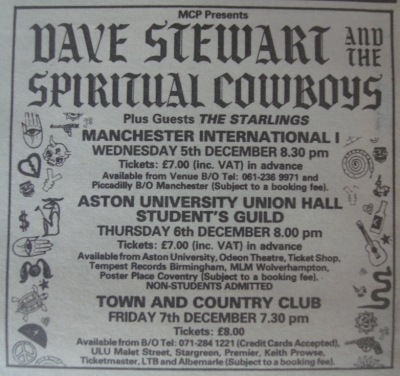 MCP Presents
DAVE STEWART AND
THE
SPIRITUAL COWBOYS
Plus Guests THE STARLINGS
MANCHESTER INTERNATIONAL I
WEDNESDAY 5th DECEMBER 8.30 pm
Tickets: £7.00 (inc. VAT) in advance
Available from Venue B/O Tel: 061-236 9971 and
Piccadilly B/O Manchester (Subject to a booking fee).
ASTON UNIVERSITY UNION HALL
STUDENT'S GUILD
THURSDAY 6th DECEMBER 8.00 pm
Tickets: £7.00 (inc. VAT) in advance
Available from Aston University, Odeon Theatre, Ticket Shop,
Tempest Records Birmingham, MLM Wolverhampton,
Poster Place Coventry (Subject to a booking fee).
NON-STUDENTS ADMITTED
TOWN AND COUNTRY CLUB
FRIDAY 7th DECEMBER 7.30 pm
Tickets: £8.00
Available from B/O Tel: 071-284 1221 (Credit Cards Accepted),
ULU Malet Street, Stargreen, Premier, Keith Prowse,
Ticketmaster, LTB and Albemarle (Subject to a booking fee).